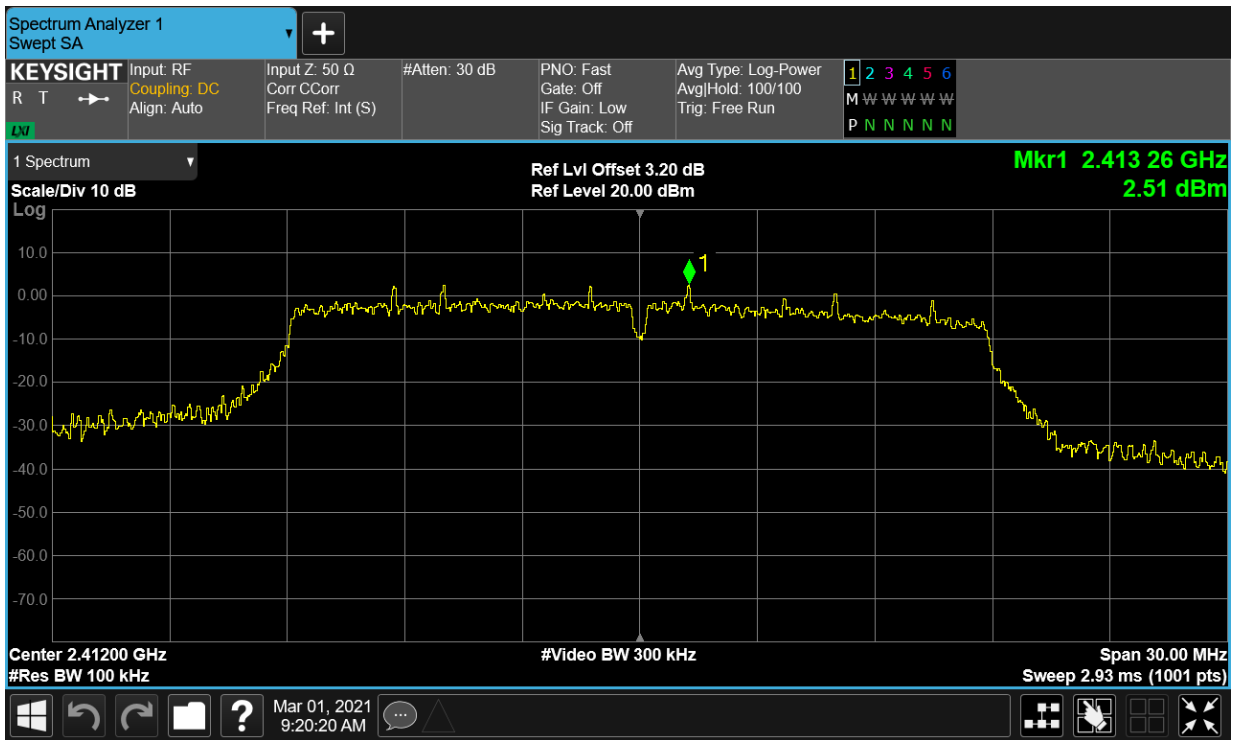 Spectrum Analyzer 1
Swept SA
KEYSIGHT
R T
LXI
Input: RF
Coupling: DC
Align: Auto
Input Z: 50 Ω
Corr CCorr
Freq Ref: Int (S)
#Atten: 30 dB
PNO: Fast
Gate: Off
IF Gain: Low
Sig Track: Off
Avg Type: Log-Power
Avg|Hold: 100/100
Trig: Free Run
1 2 3 4 5 6
M W W W W W
P N N N N N
1 Spectrum
Scale/Div 10 dB
Log
Ref Lvl Offset 3.20 dB
Ref Level 20.00 dBm
Mkr1 2.413 26 GHz
2.51 dBm
1
10.0
0.00
-10.0
-20.0
-30.0
-40.0
-50.0
-60.0
-70.0
Center 2.41200 GHz
#Res BW 100 kHz
#Video BW 300 kHz
Span 30.00 MHz
Sweep 2.93 ms (1001 pts)
?
Mar 01, 2021
9:20:20 AM